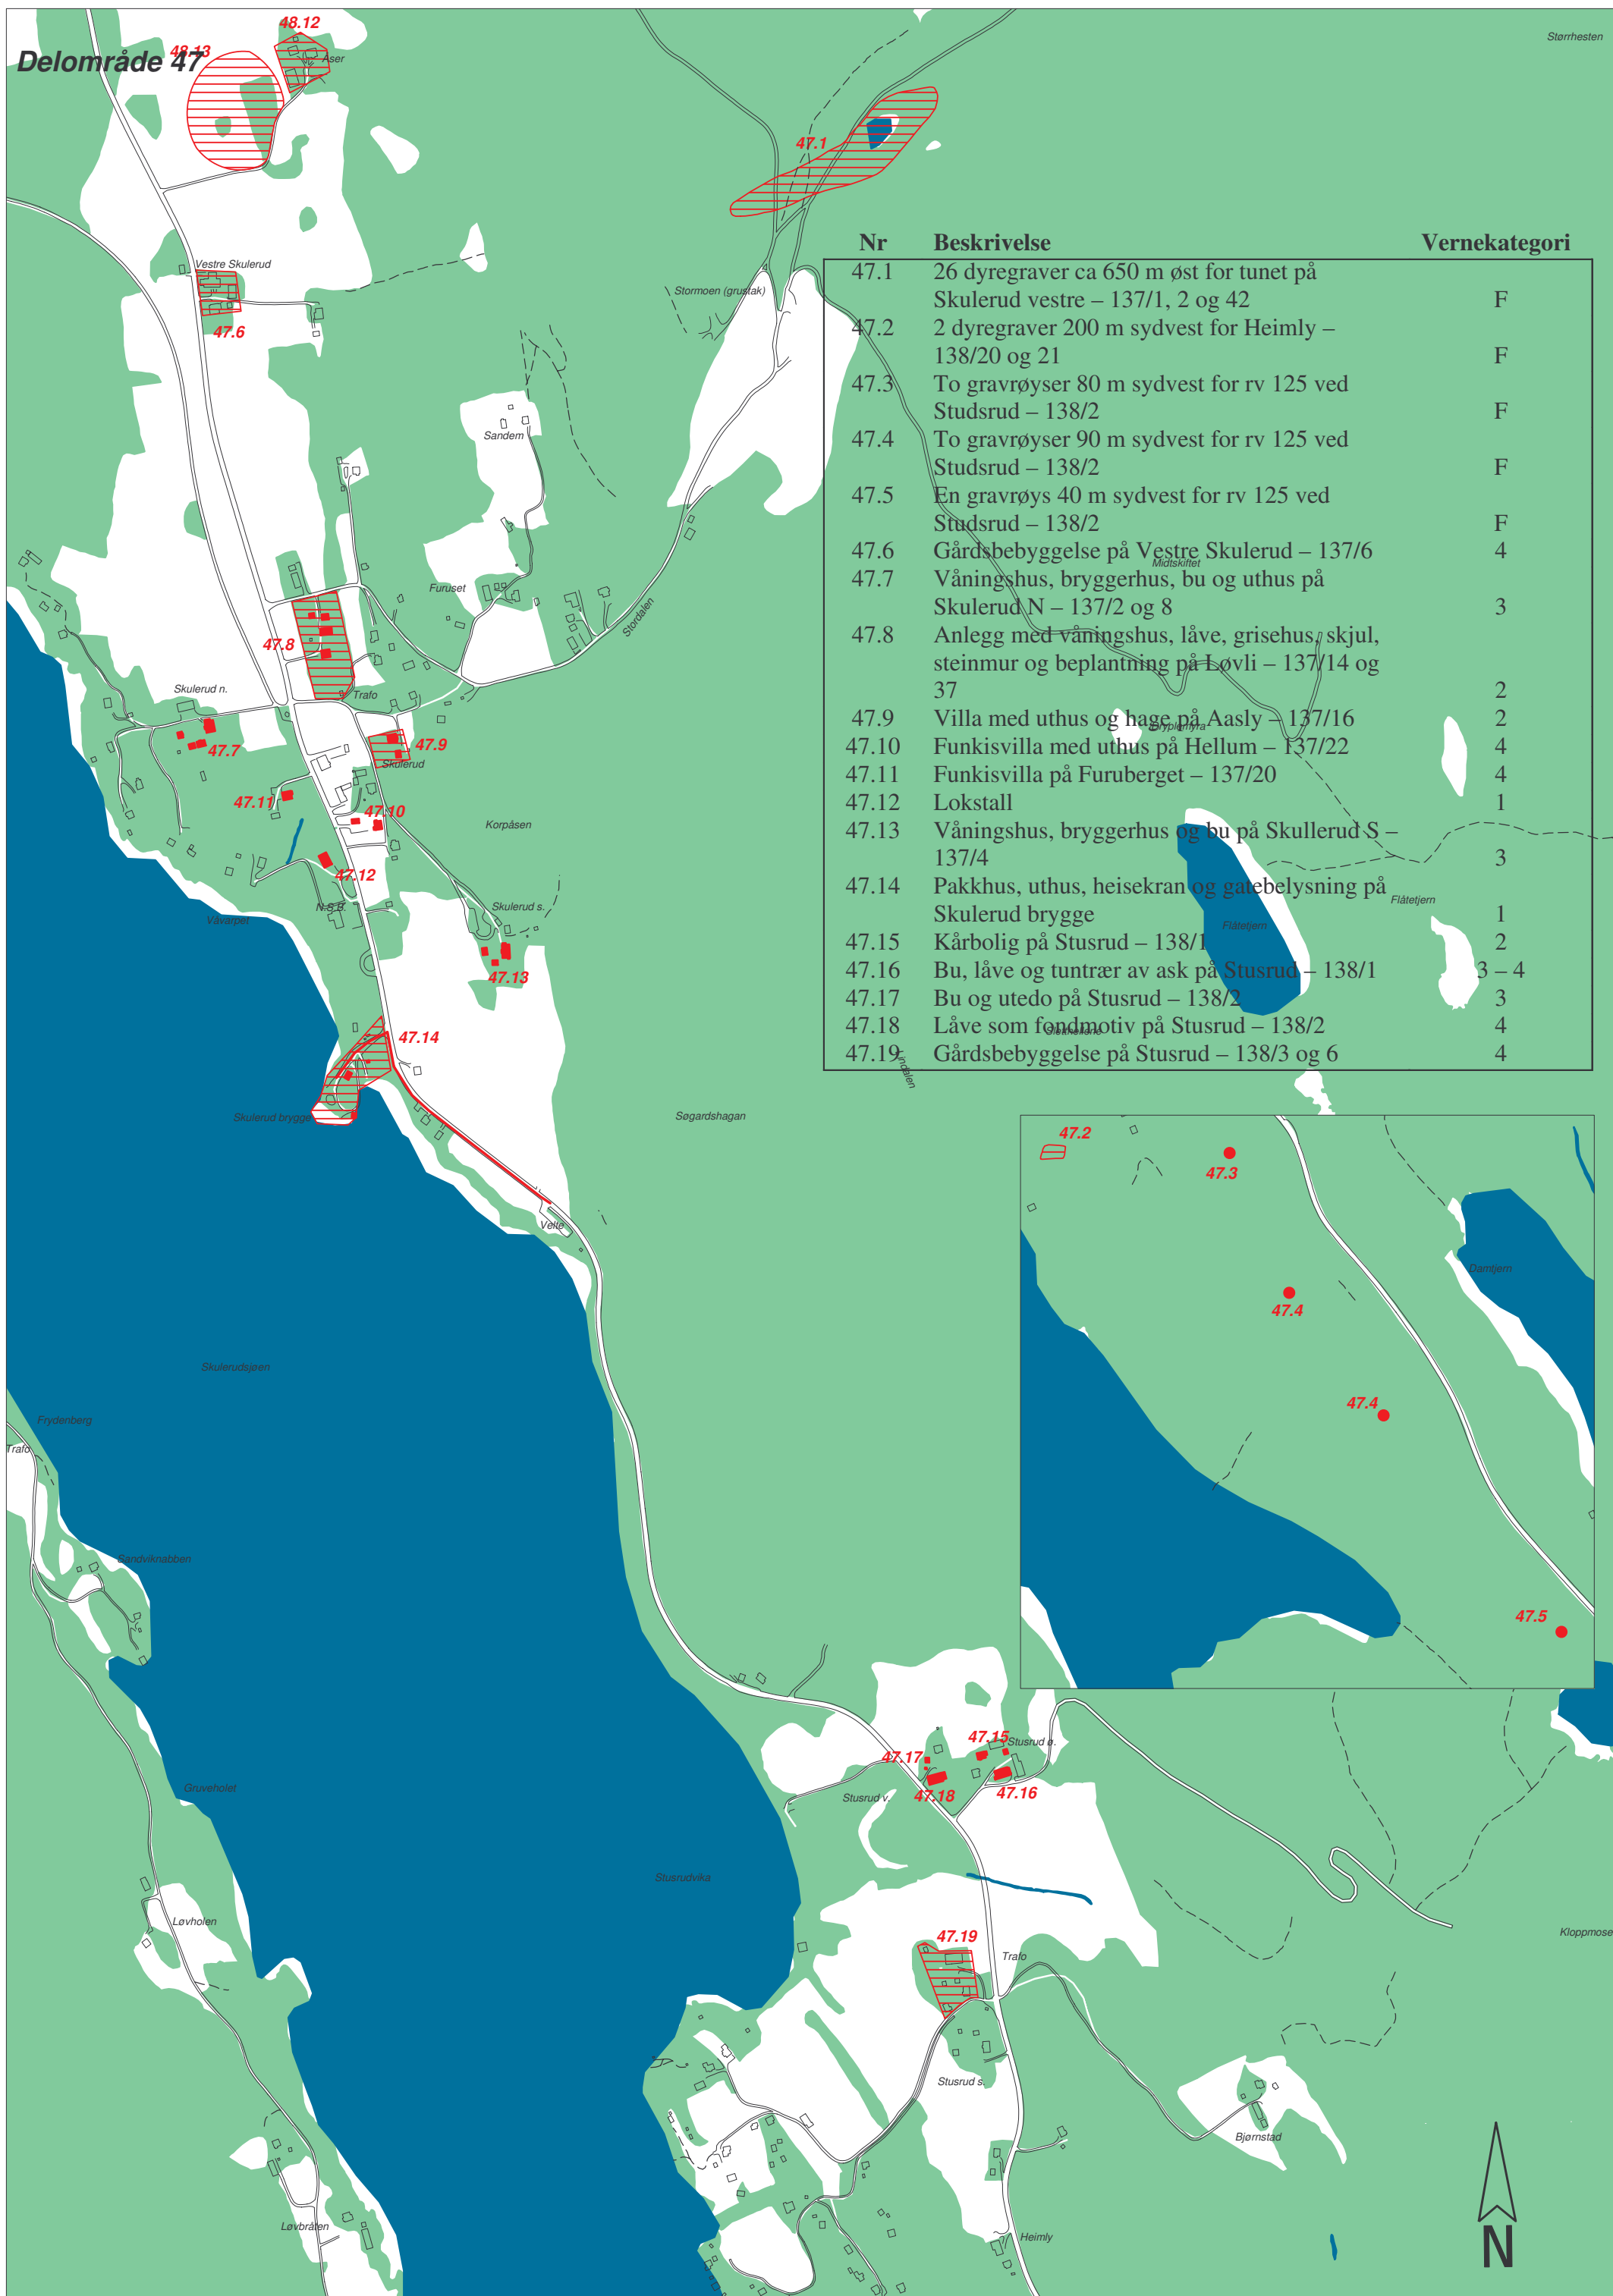 48.12
48.13
Delområde 47
Åser
Størrhesten
47.1
Vestre Skulerud
47.6
Stormoen (grustak)
Nr Beskrivelse Vernekategori
47.1 26 dyregraver ca 650 m øst for tunet på
Skulerud vestre – 137/1, 2 og 42 F
47.2 2 dyregraver 200 m sydvest for Heimly –
138/20 og 21 F
47.3 To gravrøyser 80 m sydvest for rv 125 ved
Studsrud – 138/2 F
47.4 To gravrøyser 90 m sydvest for rv 125 ved
Studsrud – 138/2 F
47.5 En gravrøys 40 m sydvest for rv 125 ved
Studsrud – 138/2 F
47.6 Gårdsbebyggelse på Vestre Skulerud – 137/6 4
47.7 Våningshus, bryggerhus, bu og uthus på
Skulerud N – 137/2 og 8 3
47.8 Anlegg med våningshus, låve, grisehus, skjul,
steinmur og beplantning på Løvli – 137/14 og
37 2
47.9 Villa med uthus og hage på Aasly – 137/16 2
47.10 Funkisvilla med uthus på Hellum – 137/22 4
47.11 Funkisvilla på Furuberget – 137/20 4
47.12 Lokstall 1
47.13 Våningshus, bryggerhus og bu på Skullerud S –
137/4 3
47.14 Pakkhus, uthus, heisekran og gatebelysning på
Skulerud brygge 1
47.15 Kårbolig på Stusrud – 138/1 2
47.16 Bu, låve og tuntrær av ask på Stusrud – 138/1 3 – 4
47.17 Bu og utedo på Stusrud – 138/2 3
47.18 Låve som fondmotiv på Stusrud – 138/2 4
47.19 Gårdsbebyggelse på Stusrud – 138/3 og 6 4
Sandem
Midtskiftet
Furuset
Stordalen
47.8
Skulerud n.
Trafo
47.7
47.9
Skulerud
47.11
47.10
Korpåsen
47.12
N.S.B.
Skulerud s.
Våvarpet
Flåtetjern
Flåtetjern
47.13
47.14
Lindalen
Skulerud brygge
Søgardshagan
47.2
47.3
Velte
Damtjern
47.4
Skulerudsjøen
47.4
Frydenberg
Trafo
Sandviknabben
47.5
47.15
Stusrud ø.
47.17
Gruveholet
47.18
47.16
Stusrud v.
Stusrudvika
Løvholen
Kloppmose
47.19
Trafo
Stusrud s.
Bjørnstad
Løvbråten
Heimly
N